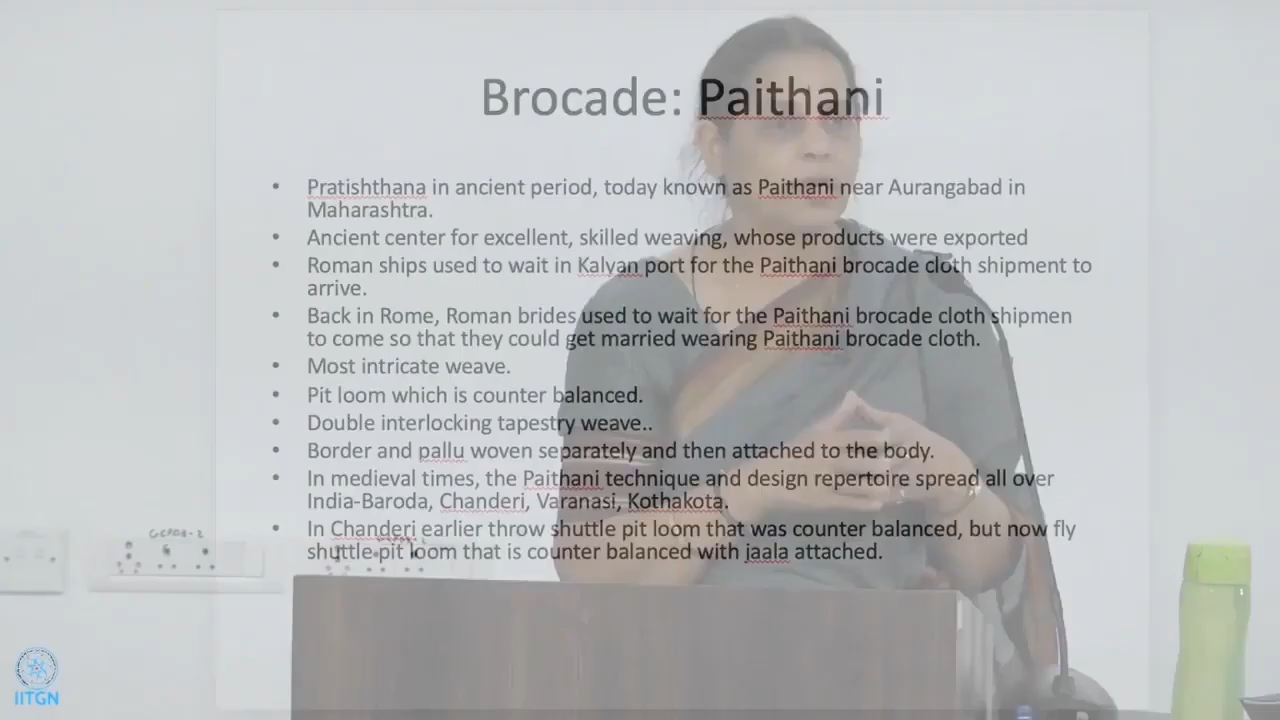 Brocade: Paithani
• Pratishthana in ancient period, today known as Paithani near Aurangabad in
Maharashtra.
• Ancient center for excellent, skilled weaving, whose products were exported
• Roman ships used to wait in Kalyan port for the Paithani brocade cloth shipment to
arrive.
• Back in Rome, Roman brides used to wait for the Paithani brocade cloth shipmen
to come so that they could get married wearing Paithani brocade cloth.
• Most intricate weave.
• Pit loom which is counter balanced.
• Double interlocking tapestry weave..
• Border and pallu woven separately and then attached to the body.
• In medieval times, the Paithani technique and design repertoire spread all over
India-Baroda, Chanderi, Varanasi, Kothakota.
• In Chanderi earlier throw shuttle pit loom that was counter balanced, but now fly
shuttle pit loom that is counter balanced with jaala attached.
IITGN